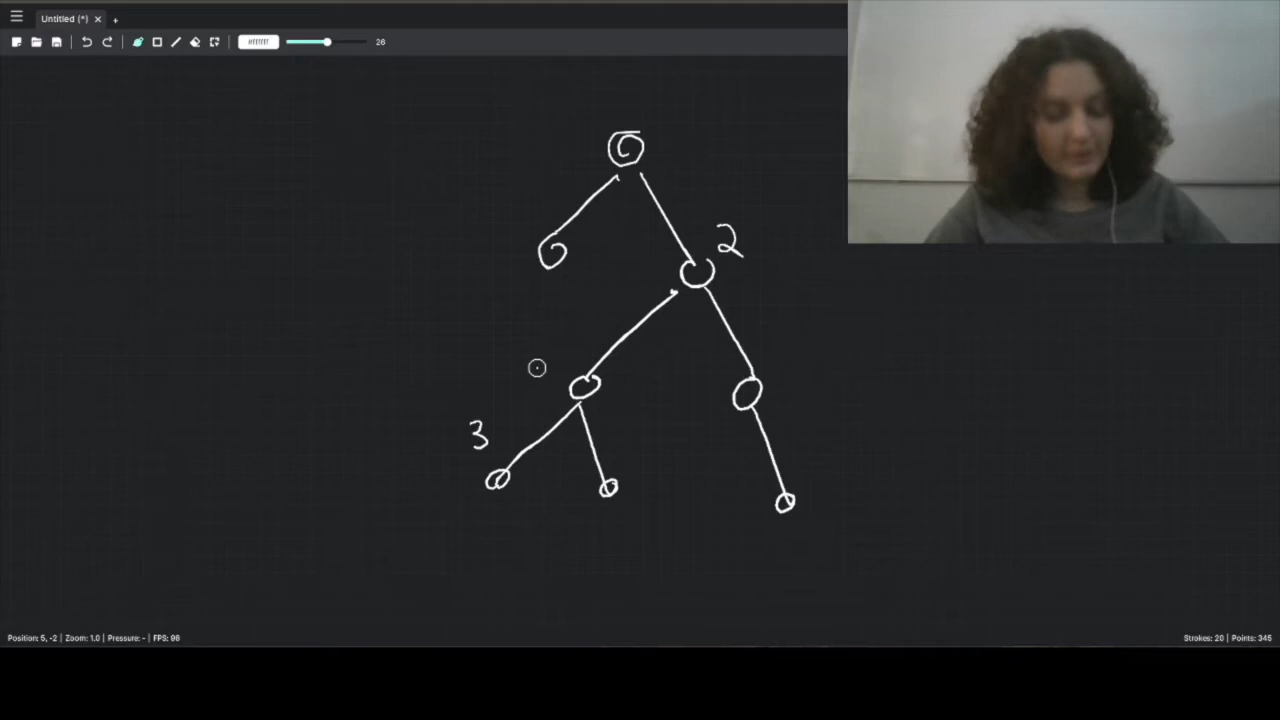 Untitled (*)
#ffffff
26
2
3
Position: 5, -2 | Zoom: 1.0 | Pressure: - | FPS: 98
Strokes: 20 | Points: 345